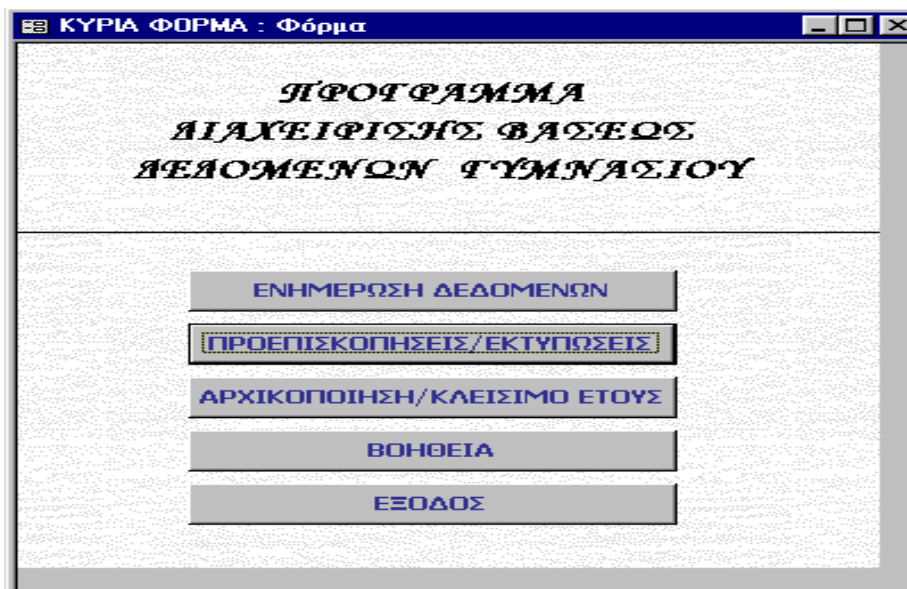 ΚΥΡΙΑ ΦΟΡΜΑ : Φόρμα
ΠΡΟΓΡΑΜΜΑ
ΔΙΑΧΕΙΡΙΣΗΣ ΒΑΣΕΩΣ
ΔΕΔΟΜΕΝΩΝ ΓΥΜΝΑΣΙΟΥ
ΕΝΗΜΕΡΩΣΗ ΔΕΔΟΜΕΝΩΝ
ΠΡΟΕΠΙΣΚΟΠΗΣΕΙΣ/ΕΚΤΥΠΩΣΕΙΣ
ΑΡΧΙΚΟΠΟΙΗΣΗ/ΚΛΕΙΣΙΜΟ ΕΤΟΥΣ
ΒΟΗΘΕΙΑ
ΕΞΟΔΟΣ